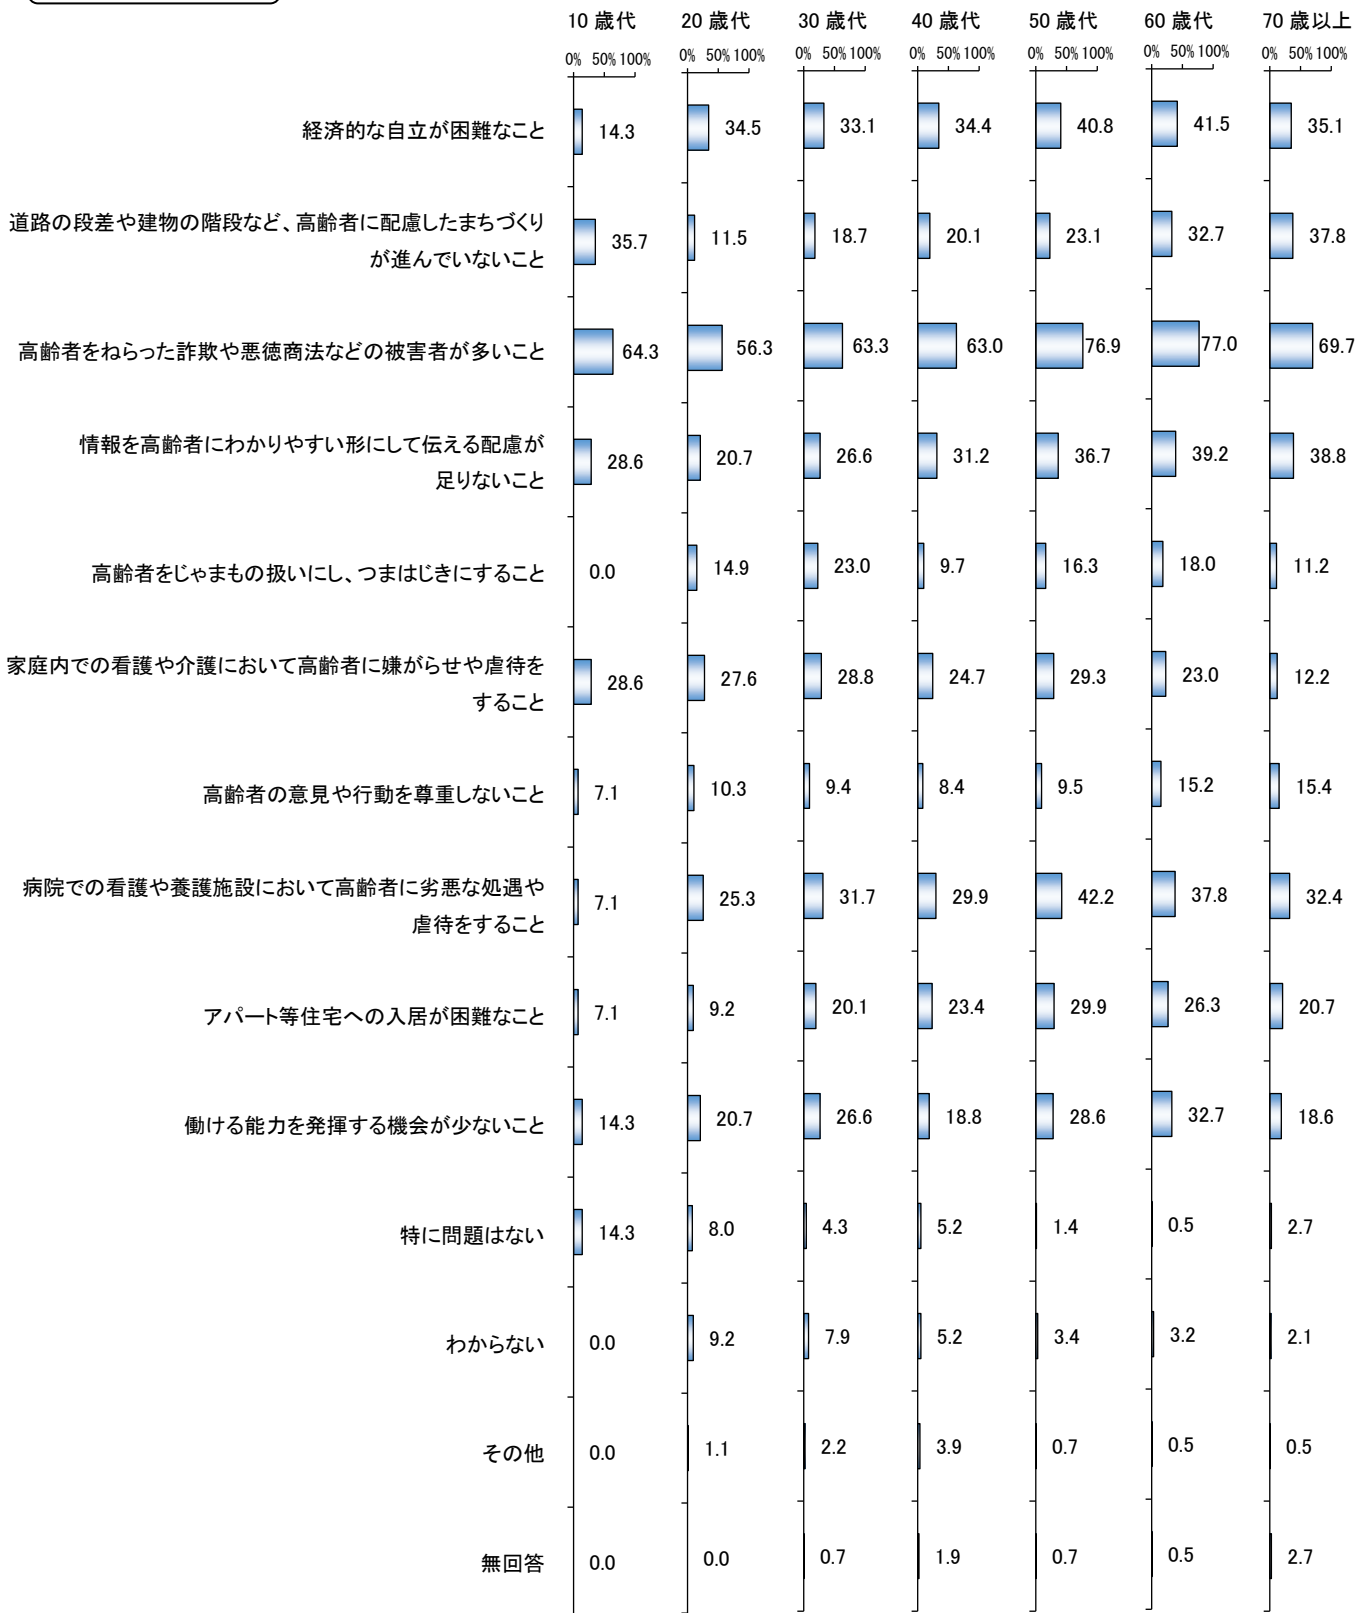 10 歳代 20 歳代 30 歳代 40 歳代 50 歳代 60 歳代 70 歳以上
0% 50% 100% 0% 50% 100% 0% 50% 100% 0% 50% 100% 0% 50% 100% 0% 50% 100% 0% 50% 100%
経済的な自立が困難なこと 14.3 34.5 33.1 34.4 40.8 41.5 35.1
道路の段差や建物の階段など、高齢者に配慮したまちづくり
が進んでいないこと 35.7 11.5 18.7 20.1 23.1 32.7 37.8
高齢者をねらった詐欺や悪徳商法などの被害者が多いこと 64.3 56.3 63.3 63.0 76.9 77.0 69.7
情報を高齢者にわかりやすい形にして伝える配慮が
足りないこと 28.6 20.7 26.6 31.2 36.7 39.2 38.8
高齢者をじゃまもの扱いにし、つまはじきにすること 0.0 14.9 23.0 9.7 16.3 18.0 11.2
家庭内での看護や介護において高齢者に嫌がらせや虐待を
すること 28.6 27.6 28.8 24.7 29.3 23.0 12.2
高齢者の意見や行動を尊重しないこと 7.1 10.3 9.4 8.4 9.5 15.2 15.4
病院での看護や養護施設において高齢者に劣悪な処遇や
虐待をすること 7.1 25.3 31.7 29.9 42.2 37.8 32.4
アパート等住宅への入居が困難なこと 7.1 9.2 20.1 23.4 29.9 26.3 20.7
働ける能力を発揮する機会が少ないこと 14.3 20.7 26.6 18.8 28.6 32.7 18.6
特に問題はない 14.3 8.0 4.3 5.2 1.4 0.5 2.7
わからない 0.0 9.2 7.9 5.2 3.4 3.2 2.1
その他 0.0 1.1 2.2 3.9 0.7 0.5 0.5
無回答 0.0 0.0 0.7 1.9 0.7 0.5 2.7